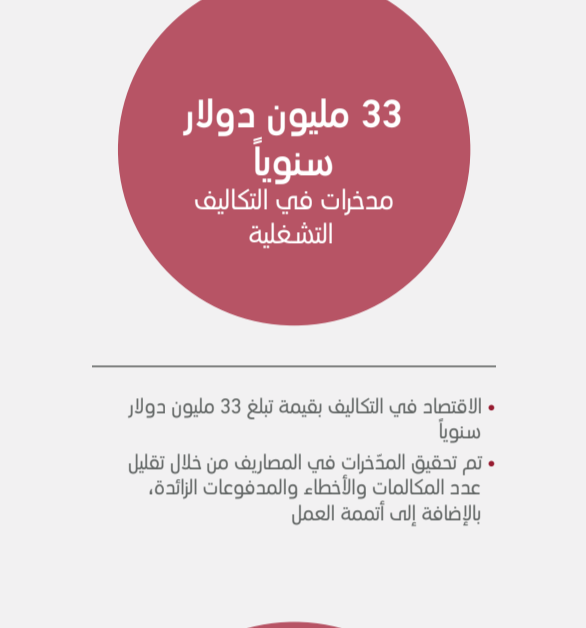 33 مليون دولار
سنوياً
مدخرات في التكاليف
التشغلية
• الاقتصاد في التكاليف بقيمة تبلغ 33 مليون دولار
سنوياً
• تم تحقيق المدّخرات في المصاريف من خلال تقليل
عدد المكالمات والأخطاء والمدفوعات الزائدة،
بالإضافة إلى أتممة العمل